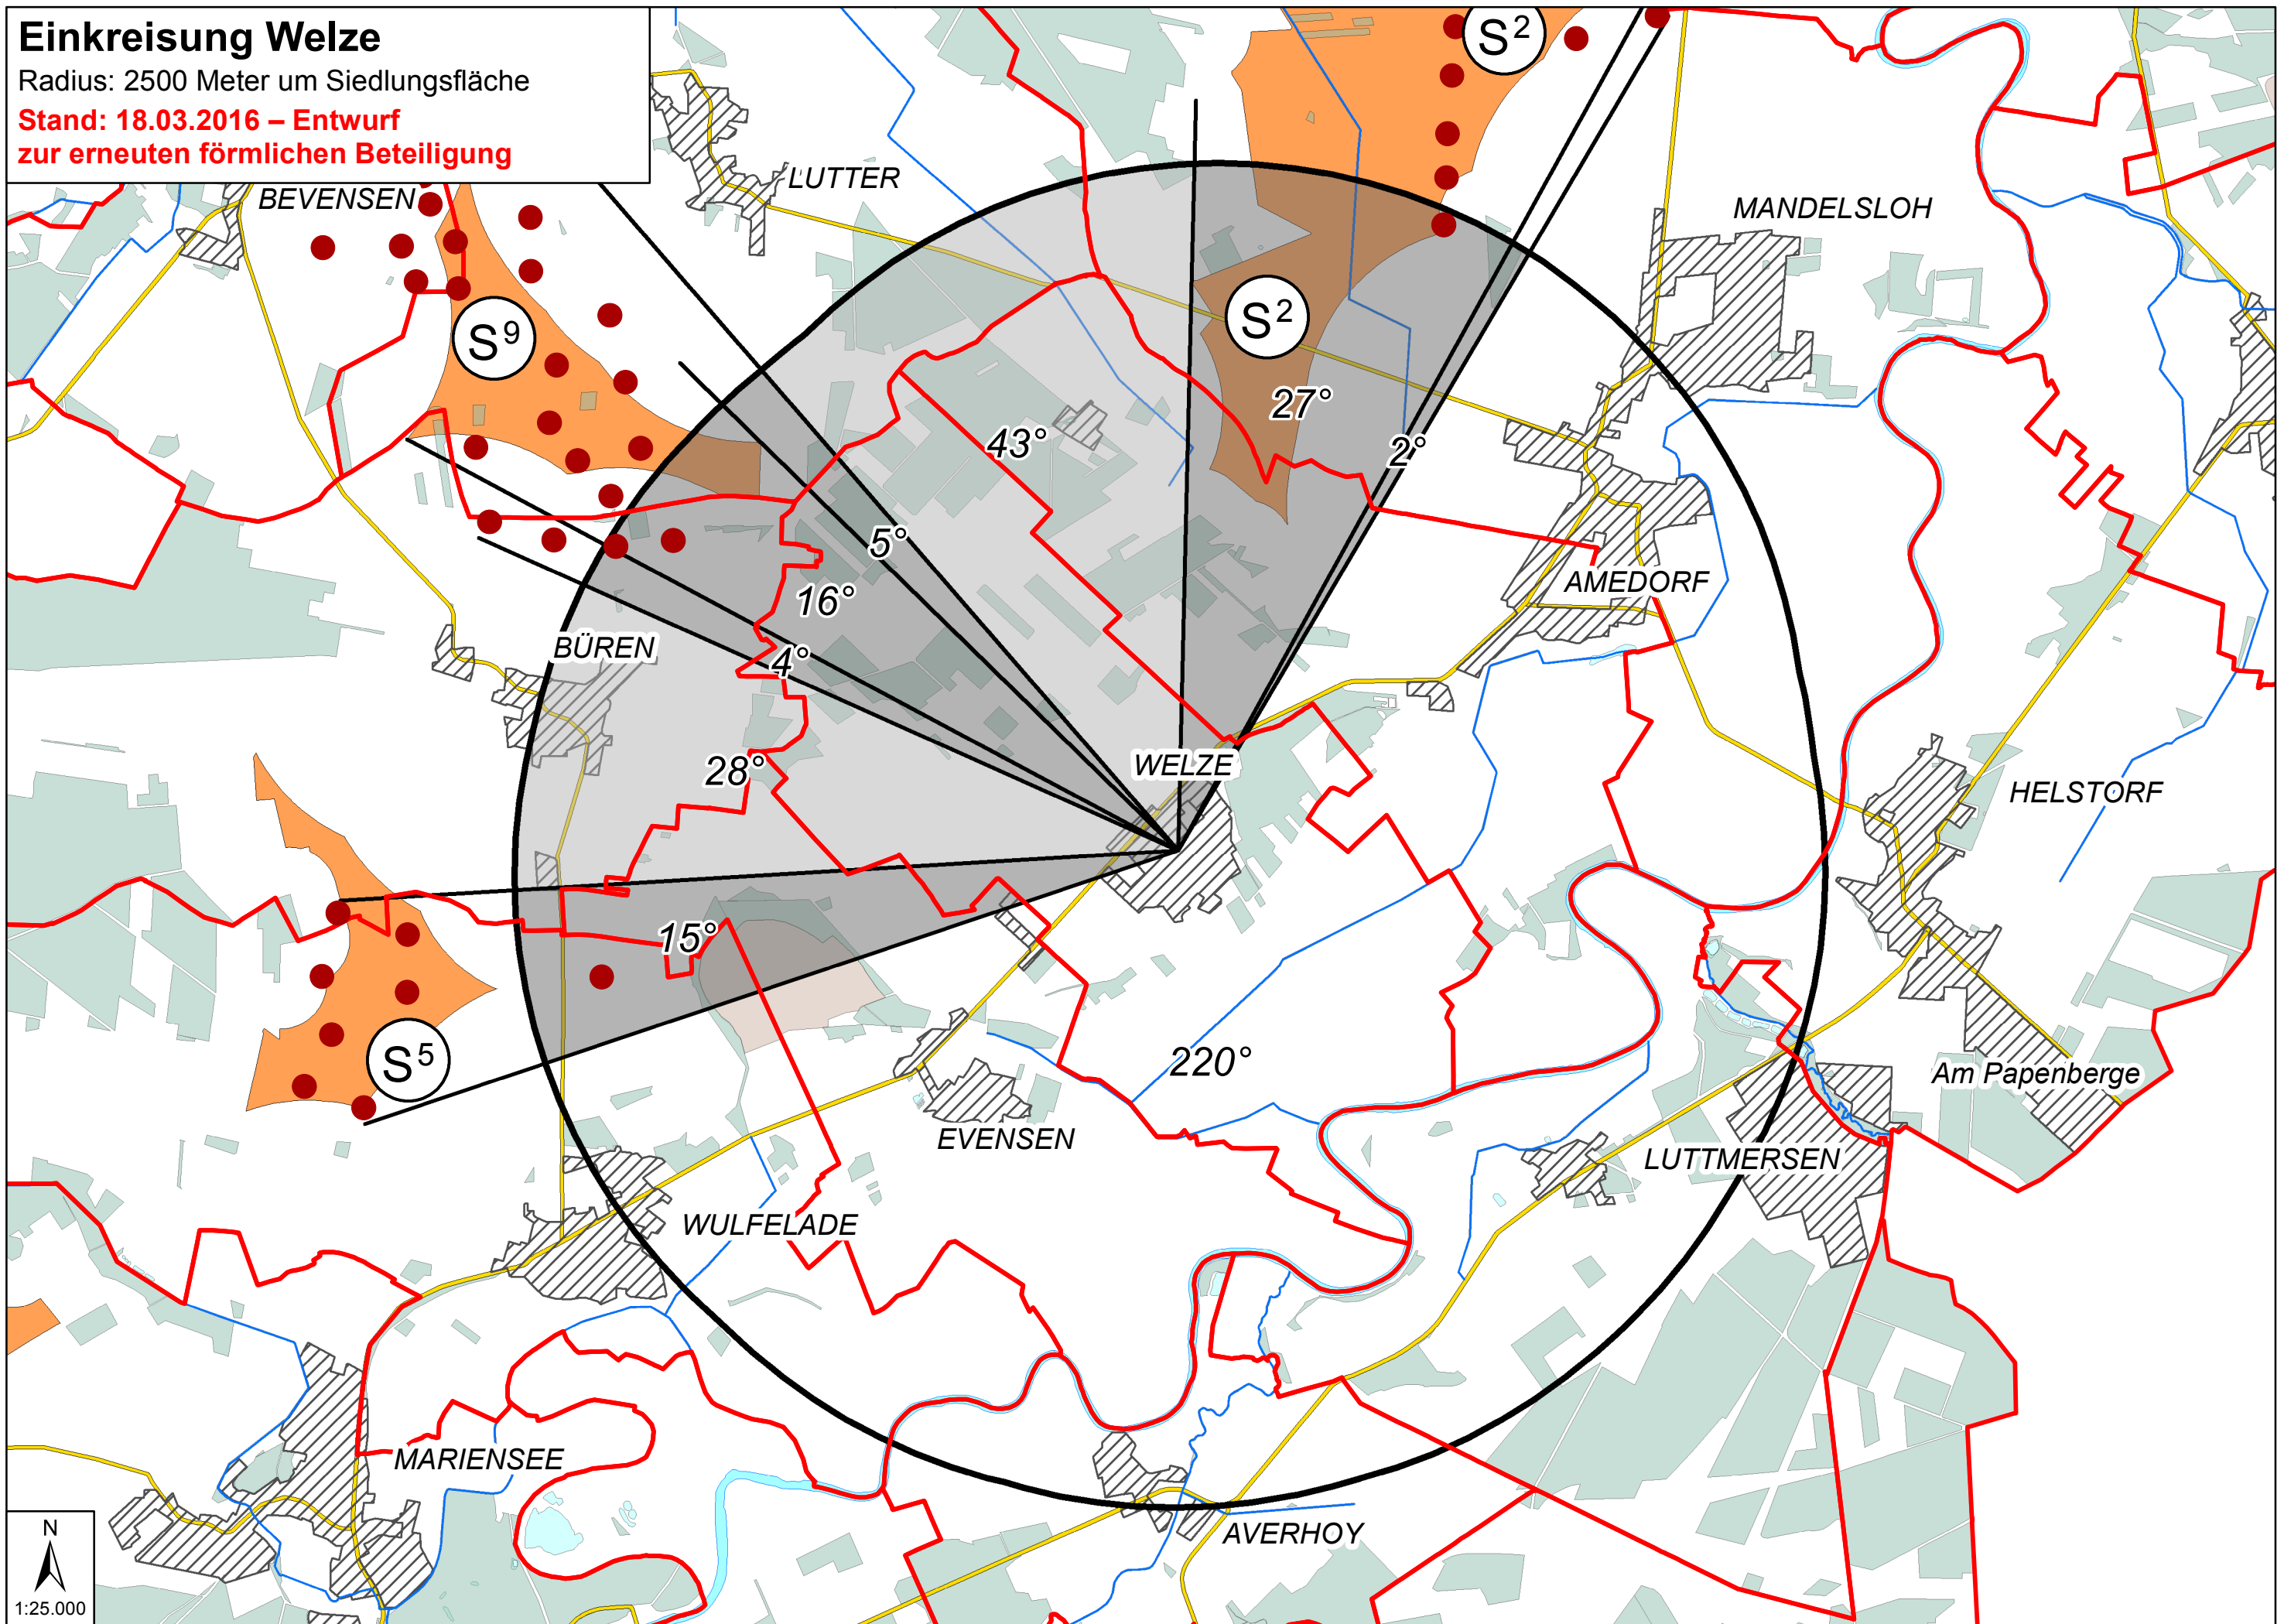 Einkreisung Welze
Radius: 2500 Meter um Siedlungsfläche
Stand: 18.03.2016 – Entwurf
zur erneuten förmlichen Beteiligung
S2
LUTTER
BEVENSEN
MANDELSLOH
S9
S2
27°
43°
2°
5°
16°
AMEDORF
BÜREN
4°
28°
WELZE
HELSTORF
15°
S5
220°
Am Papenberge
EVENSEN
LUTTMERSEN
WULFELADE
MARIENSEE
AVERHOY
N
1:25.000